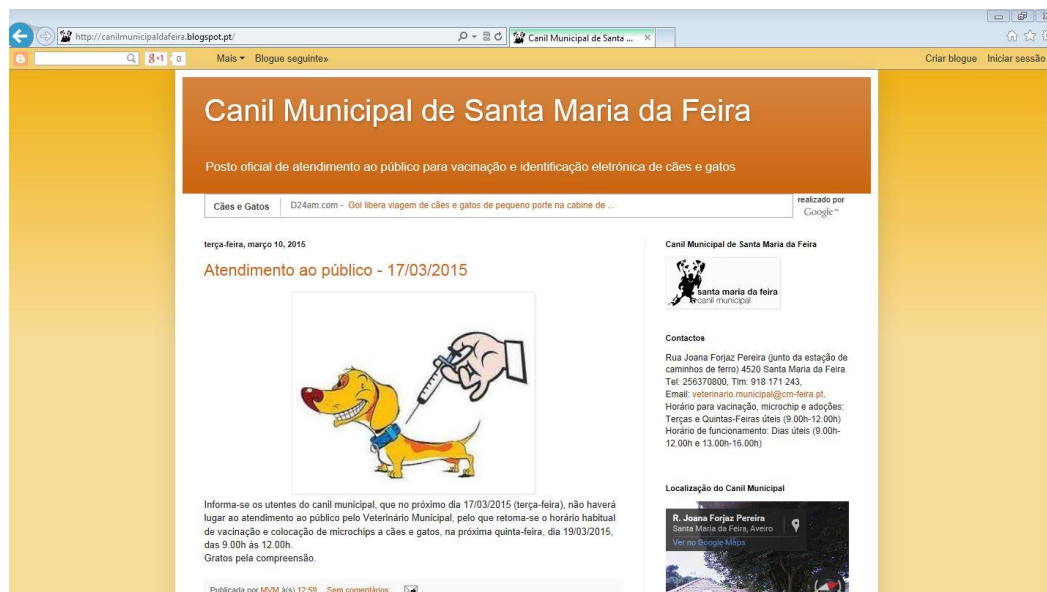 http://canilmunicipaldafeira.blogspot.pt/
Canil Municipal de Santa ...
g+1 0
Mais Blogue seguinte»
Criar blogue Iniciar sessão
Canil Municipal de Santa Maria da Feira
Posto oficial de atendimento ao público para vacinação e identificação eletrónica de cães e gatos
Cães e Gatos
D24am.com - Gol libera viagem de cães e gatos de pequeno porte na cabine de ...
realizado por
Google™
terça-feira, março 10, 2015
Atendimento ao público - 17/03/2015
Informa-se os utentes do canil municipal, que no próximo dia 17/03/2015 (terça-feira), não haverá
lugar ao atendimento ao público pelo Veterinário Municipal, pelo que retoma-se o horário habitual
de vacinação e colocação de microchips a cães e gatos, na próxima quinta-feira, dia 19/03/2015,
das 9.00h às 12.00h.
Gratos pela compreensão.
Publicada por MVM à(s) 12:59 Sem comentários:
Canil Municipal de Santa Maria da Feira
santa maria da feira
canil municipal
Contactos
Rua Joana Forjaz Pereira (junto da estação de
caminhos de ferro) 4520 Santa Maria da Feira
Tel: 256370800, Tlm: 918 171 243,
Email: veterinario.municipal@cm-feira.pt.
Horário para vacinação, microchip e adoções:
Terças e Quintas-Feiras úteis (9.00h-12.00h)
Horário de funcionamento: Dias úteis (9.00h-
12.00h e 13.00h-16.00h)
Localização do Canil Municipal
R. Joana Forjaz Pereira
Santa Maria da Feira, Aveiro
Ver no Google Maps